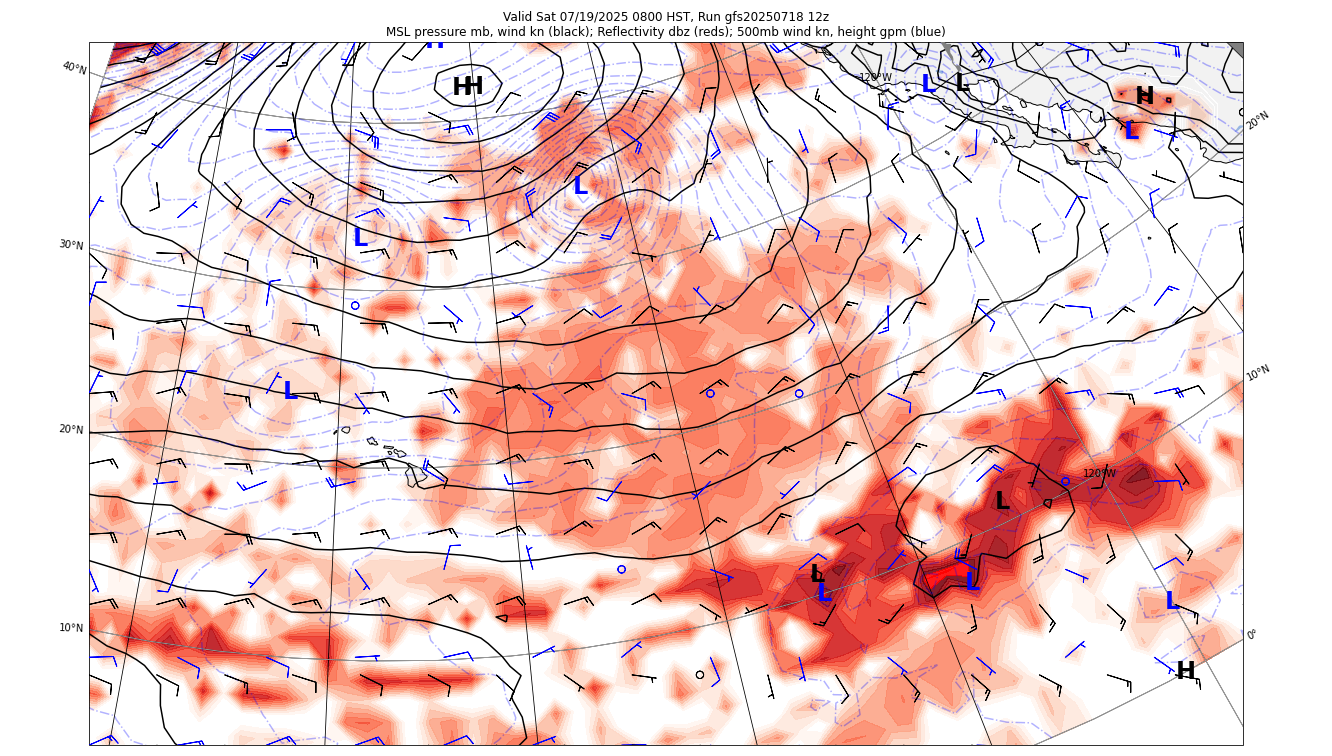 Valid Sat 07/19/2025 0800 HST, Run gfs20250718 12z
MSL pressure mb, wind kn (black); Reflectivity dbz (reds); 500mb wind kn, height gpm (blue)
H
40°N
120°W
L
L
H
H
H
L
20°N
L
30°N
L
10°N
L
20°N
120°W
L
L
L
L
L
10°N
0°
H